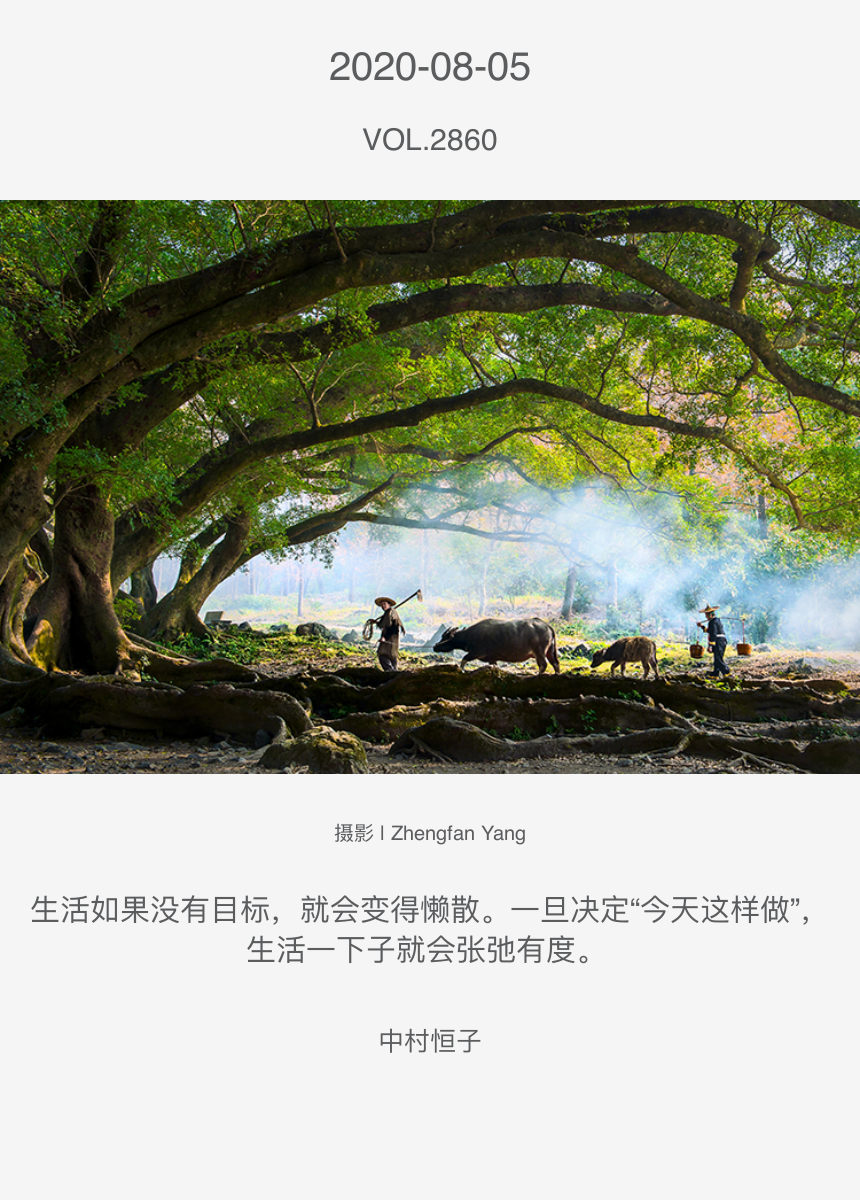 2020-08-05
VOL.2860
摄影 l Zhengfan Yang
生活如果没有目标，就会变得懒散。一旦决定“今天这样做”，
生活一下子就会张弛有度。
中村恒子